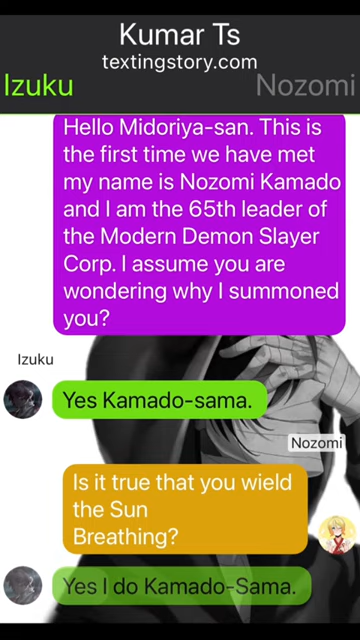 Kumar Ts
textingstory.com
Izuku Nozomi
Hello Midoriya-san. This is
the first time we have met
my name is Nozomi Kamado
and I am the 65th leader of
the Modern Demon Slayer
Corp. I assume you are
wondering why I summoned
you?
Izuku
Yes Kamado-sama.
Nozomi
Is it true that you wield
the Sun
Breathing?
Yes I do Kamado-Sama.